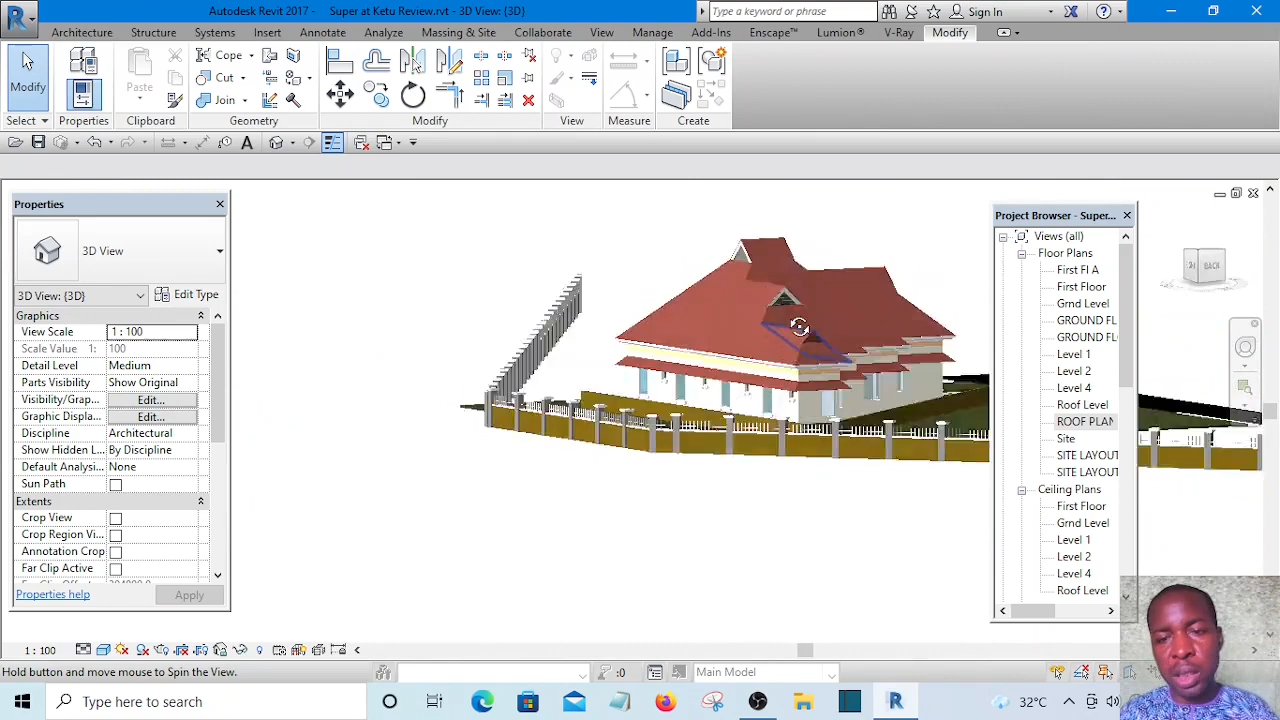 Autodesk Revit 2017 - Super at Ketu Review.rvt - 3D View: {3D}
Type a keyword or phrase
Sign In
Architecture Structure Systems Insert Annotate Analyze Massing & Site Collaborate View Manage Add-Ins Enscape™ Lumion® V-Ray Modify
Modify
Cope
Cut
Join
Paste
Select Properties Clipboard Geometry Modify View Measure Create
Properties
3D View
3D View: {3D} Edit Type
Graphics
View Scale 1 : 100
Scale Value 1: 100
Detail Level Medium
Parts Visibility Show Original
Visibility/Grap... Edit...
Graphic Displa... Edit...
Discipline Architectural
Show Hidden L... By Discipline
Default Analysi... None
Sun Path
Extents
Crop View
Crop Region Vi...
Annotation Crop
Far Clip Active
Properties help Apply
BACK
Project Browser - Super...
Views (all)
Floor Plans
First Fl A
First Floor
Grnd Level
GROUND FL
GROUND FL
Level 1
Level 2
Level 4
Roof Level
ROOF PLAN
Site
SITE LAYOU
SITE LAYOU
Ceiling Plans
First Floor
Grnd Level
Level 1
Level 2
Level 4
Roof Level
1 : 100
Hold button and move mouse to Spin the View.
:0
Main Model
Type here to search
32°C